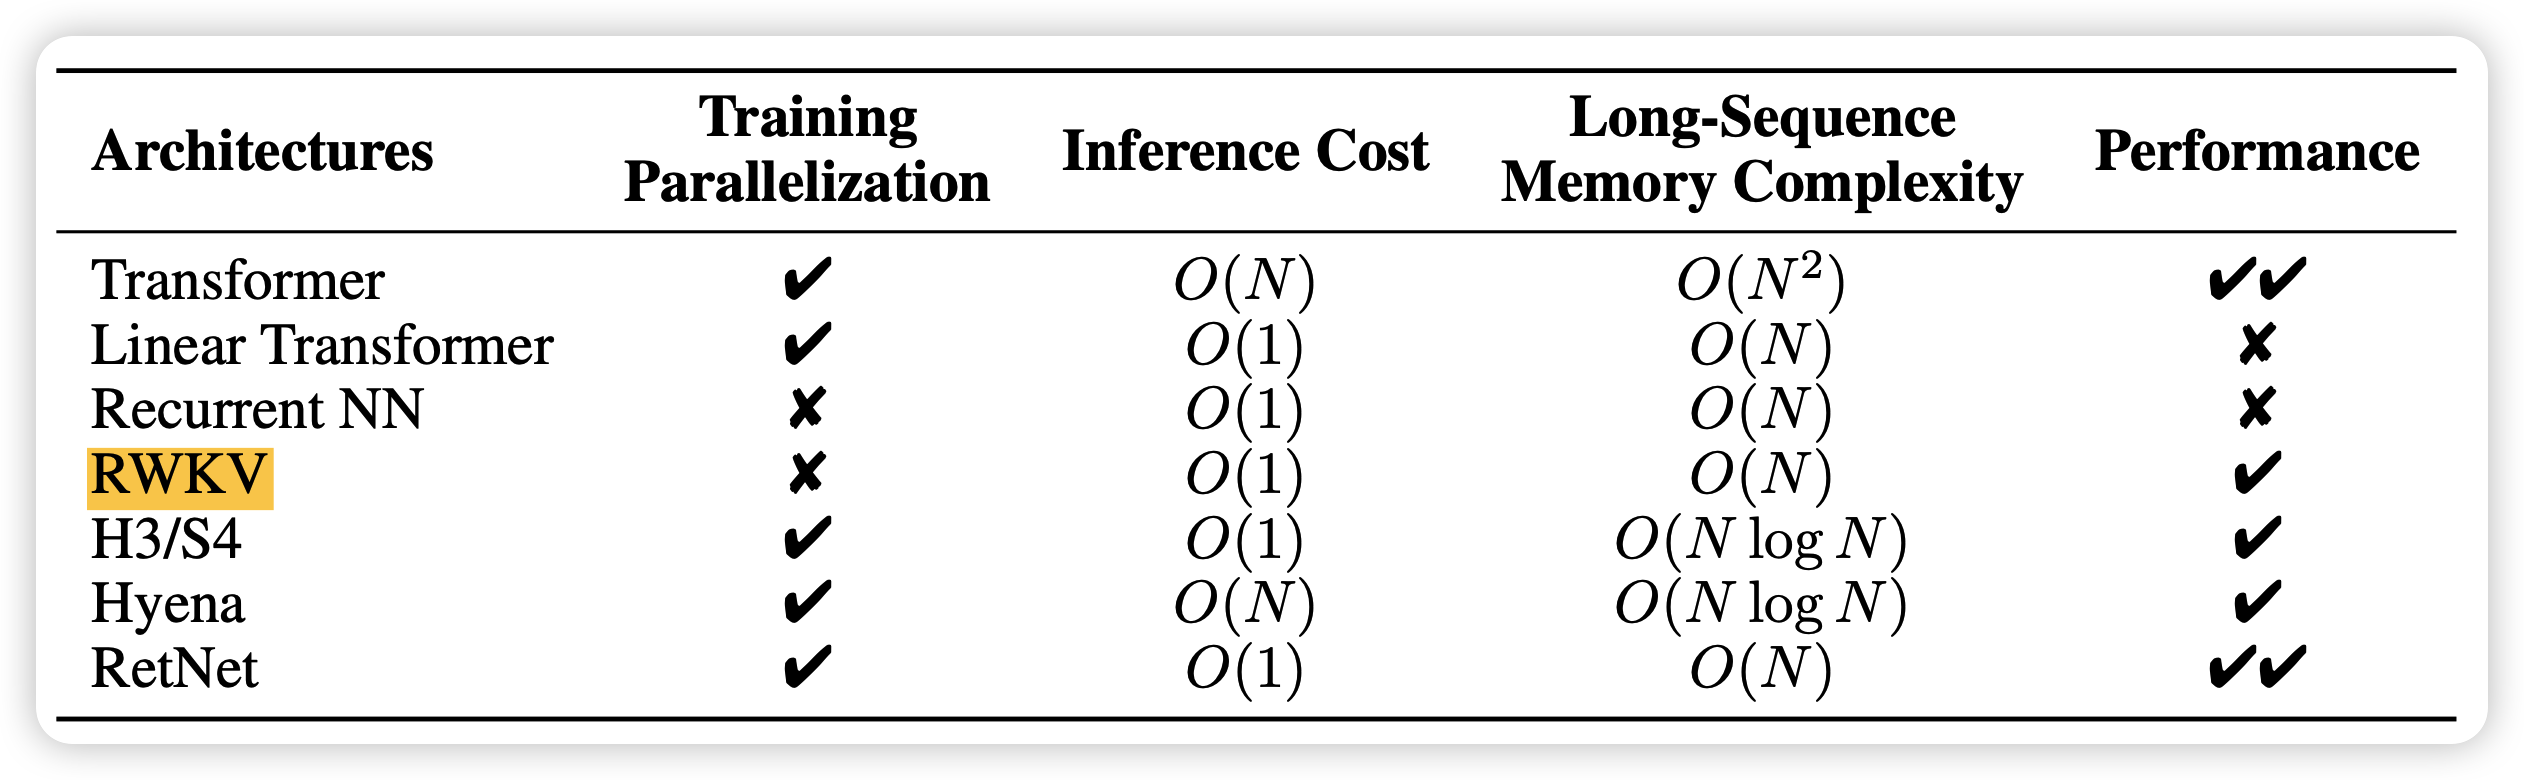 Architectures Training Parallelization Inference Cost Long-Sequence Memory Complexity Performance
Transformer ✔ O(N) O(N²) ✔✔
Linear Transformer ✔ O(1) O(N) ✘
Recurrent NN ✘ O(1) O(N) ✘
RWKV ✘ O(1) O(N) ✔
H3/S4 ✔ O(1) O(N log N) ✔
Hyena ✔ O(N) O(N log N) ✔
RetNet ✔ O(1) O(N) ✔✔